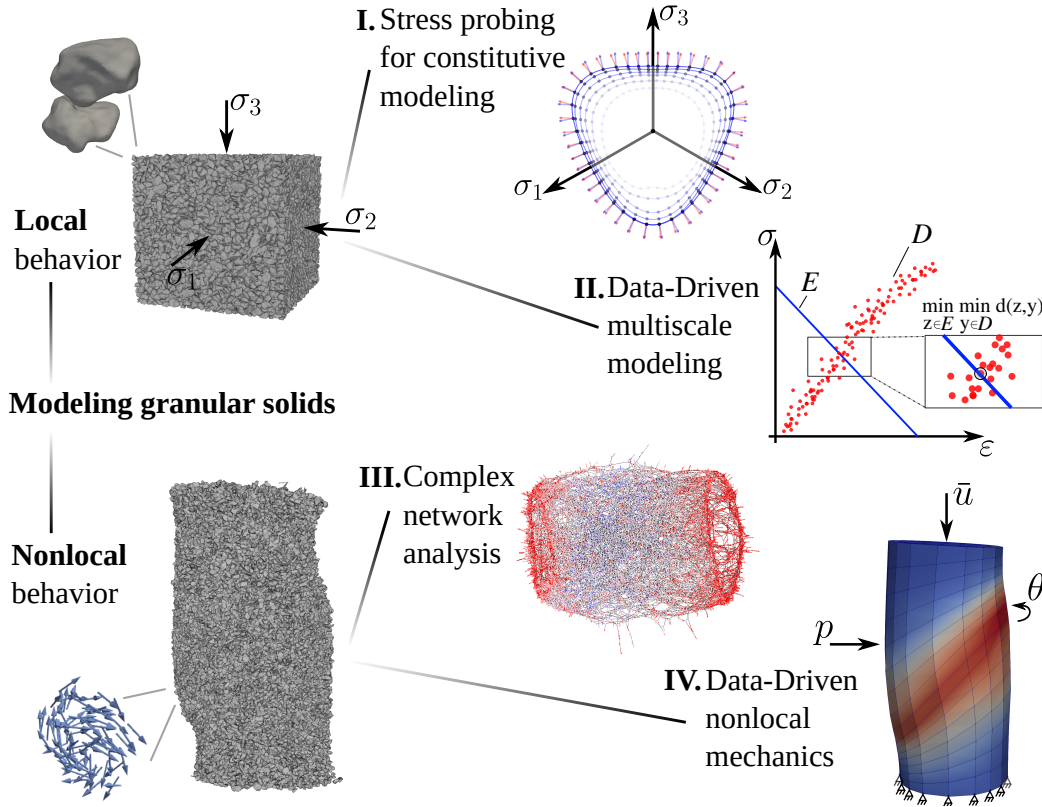 I. Stress probing
for constitutive
modeling
σ3
σ1
σ2
σ3
σ2
σ1
Local
behavior
II. Data-Driven
multiscale
modeling
σ
D
E
min min d(z,y)
z∈E y∈D
ε
Modeling granular solids
III. Complex
network
analysis
Nonlocal
behavior
ū
θ
p
IV. Data-Driven
nonlocal
mechanics